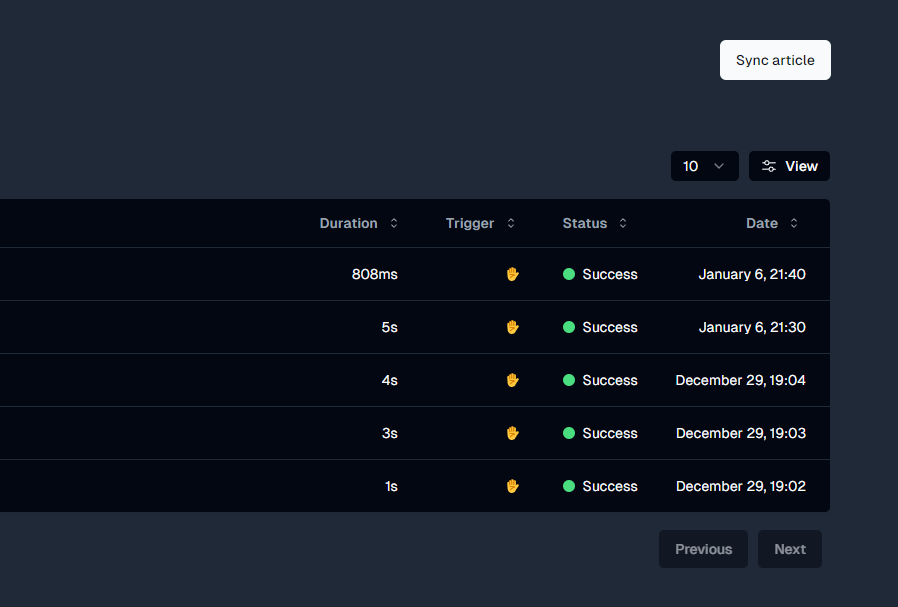 Sync article
10 View
Duration Trigger Status Date
808ms ✋ Success January 6, 21:40
5s ✋ Success January 6, 21:30
4s ✋ Success December 29, 19:04
3s ✋ Success December 29, 19:03
1s ✋ Success December 29, 19:02
Previous Next